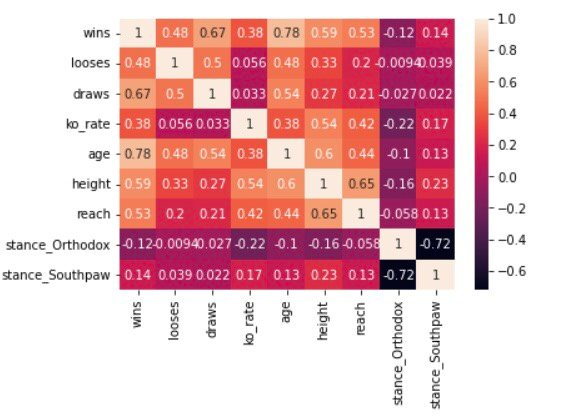 wins 1 0.48 0.67 0.38 0.78 0.59 0.53 -0.12 0.14 1.0
looses 0.48 1 0.5 0.056 0.48 0.33 0.2 -0.0094 0.039 0.8
draws 0.67 0.5 1 0.033 0.54 0.27 0.21 -0.027 0.022 0.6
ko_rate 0.38 0.056 0.033 1 0.38 0.54 0.42 -0.22 0.17 0.4
age 0.78 0.48 0.54 0.38 1 0.6 0.44 -0.1 0.13 0.2
height 0.59 0.33 0.27 0.54 0.6 1 0.65 -0.16 0.23 0.0
reach 0.53 0.2 0.21 0.42 0.44 0.65 1 -0.058 0.13 −0.2
stance_Orthodox -0.12 -0.0094 -0.027 -0.22 -0.1 -0.16 -0.058 1 -0.72 −0.4
stance_Southpaw 0.14 0.039 0.022 0.17 0.13 0.23 0.13 -0.72 1 −0.6
wins looses draws ko_rate age height reach stance_Orthodox stance_Southpaw